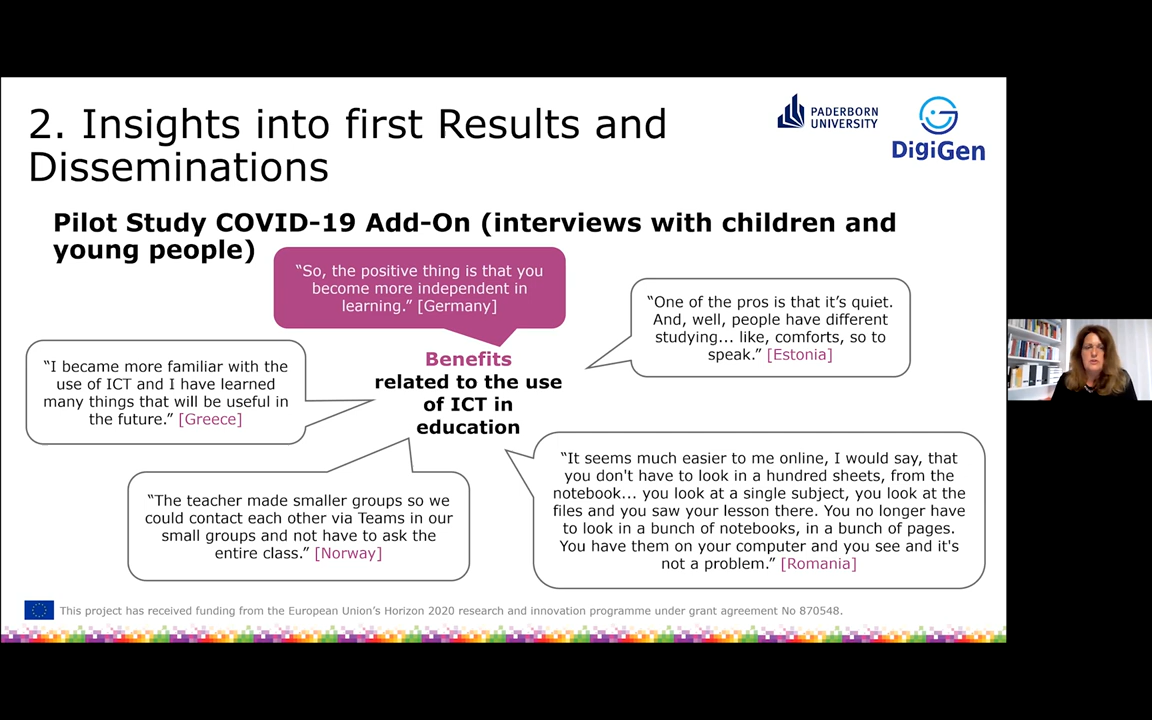 2. Insights into first Results and
Disseminations
PADERBORN
UNIVERSITY
DigiGen
Pilot Study COVID-19 Add-On (interviews with children and
young people)
“So, the positive thing is that you
become more independent in
learning.” [Germany]
“One of the pros is that it’s quiet.
And, well, people have different
studying... like, comforts, so to
speak.” [Estonia]
“I became more familiar with the
use of ICT and I have learned
many things that will be useful in
the future.” [Greece]
Benefits
related to the use
of ICT in
education
“The teacher made smaller groups so we
could contact each other via Teams in our
small groups and not have to ask the
entire class.” [Norway]
“It seems much easier to me online, I would say, that
you don't have to look in a hundred sheets, from the
notebook... you look at a single subject, you look at the
files and you saw your lesson there. You no longer have
to look in a bunch of notebooks, in a bunch of pages.
You have them on your computer and you see and it's
not a problem.” [Romania]
This project has received funding from the European Union’s Horizon 2020 research and innovation programme under grant agreement No 870548.